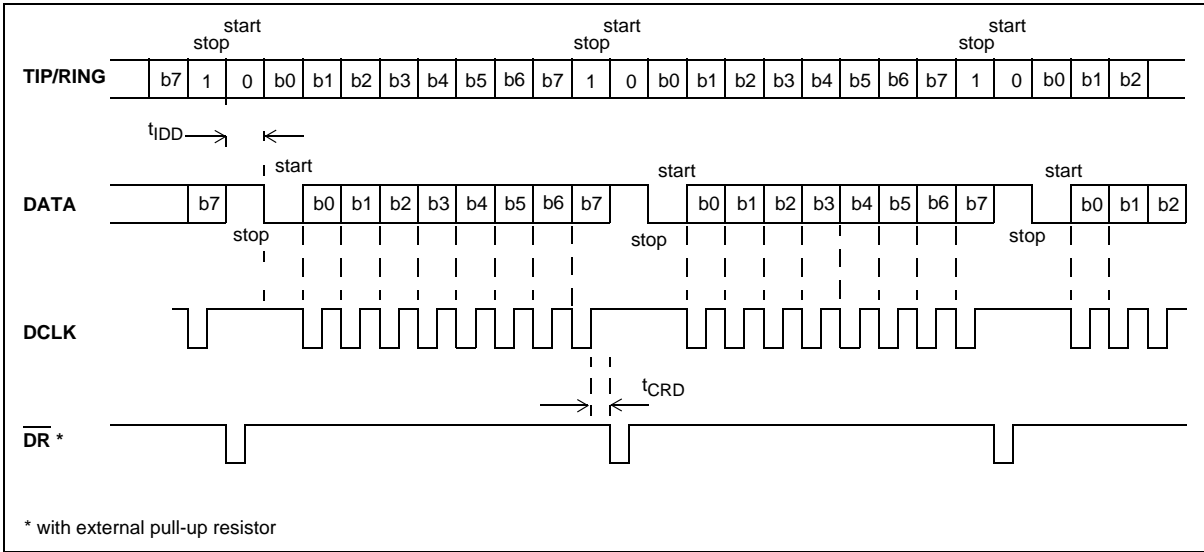 start start start
stop stop stop
TIP/RING b7 1 0 b0 b1 b2 b3 b4 b5 b6 b7 1 0 b0 b1 b2 b3 b4 b5 b6 b7 1 0 b0 b1 b2
tIDD
start start start
DATA b7 b0 b1 b2 b3 b4 b5 b6 b7 b0 b1 b2 b3 b4 b5 b6 b7 b0 b1 b2
stop stop stop
DCLK
tCRD
DR *
* with external pull-up resistor